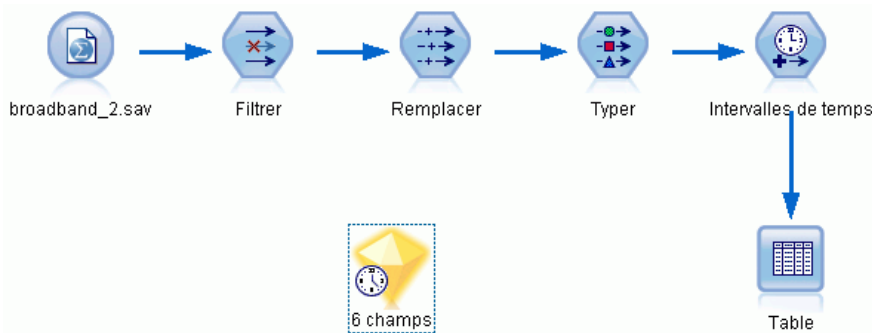 broadband_2.sav
Filtrer
Remplacer
Typer
Intervalles de temps
6 champs
Table